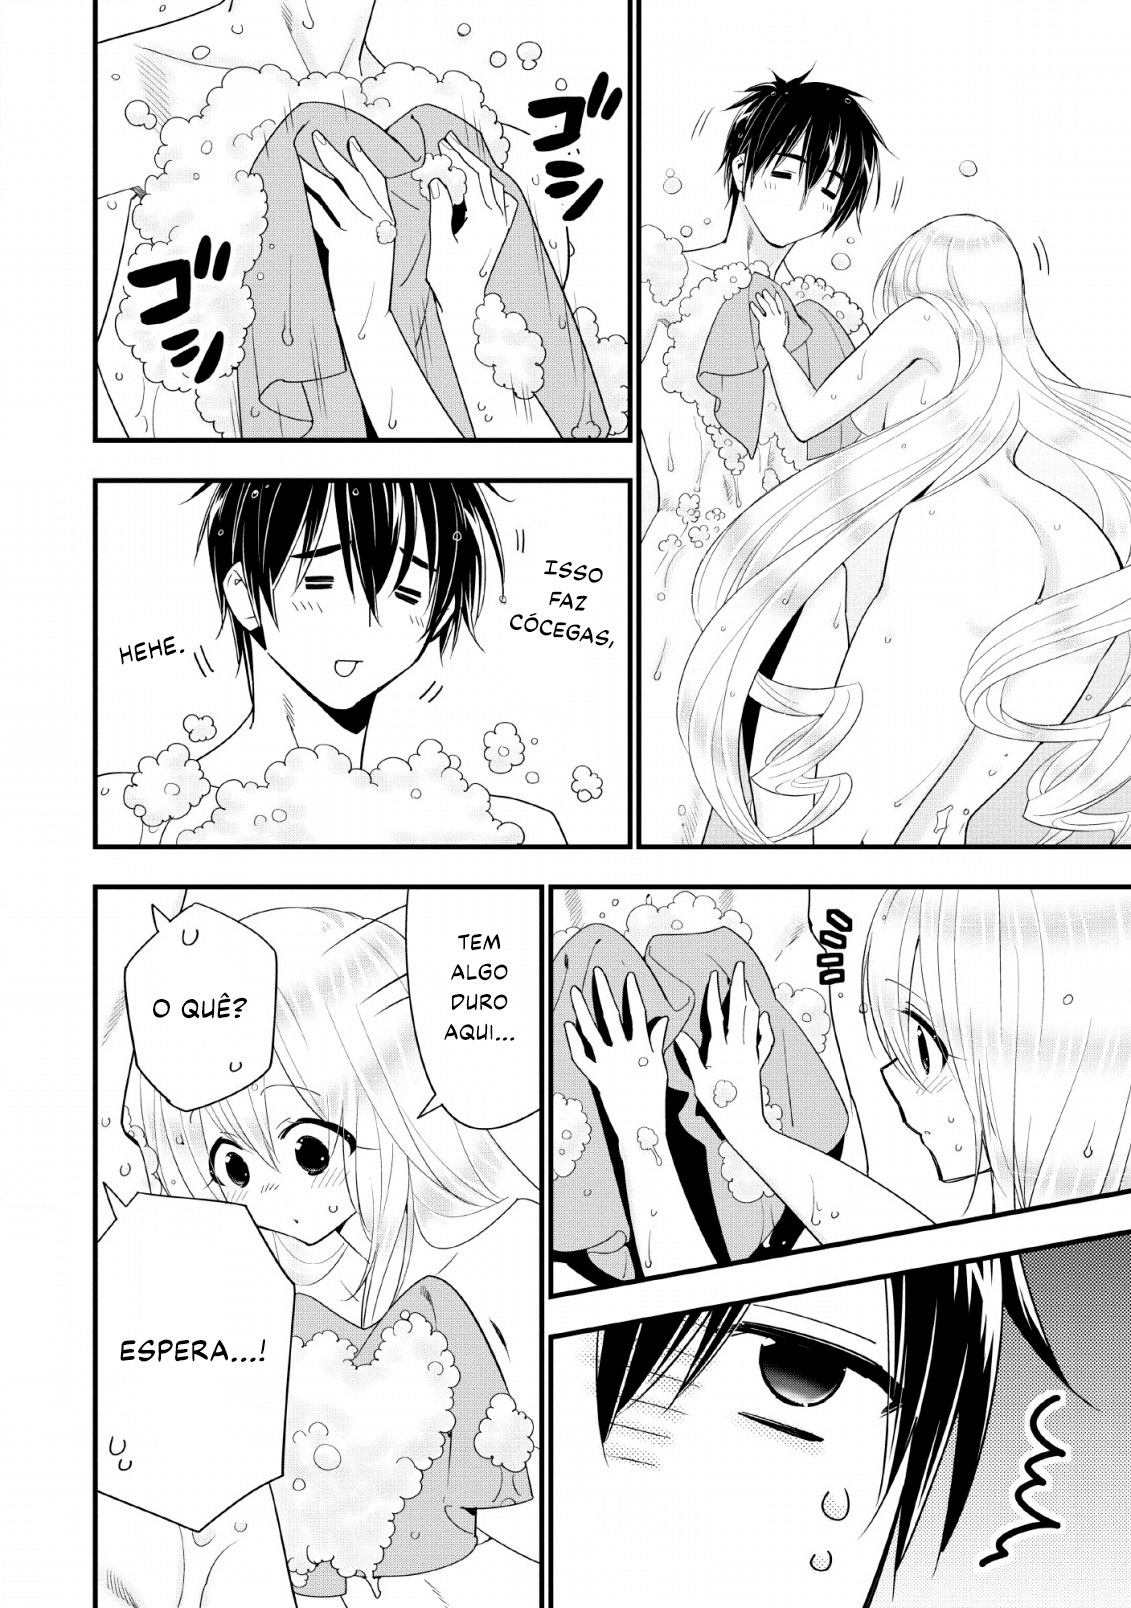 ゴシ
ゴシ
ISSO
FAZ
CÓCEGAS,
HEHE.
TEM
ALGO
DURO
AQUI...
O QUÊ?
ESPERA...!